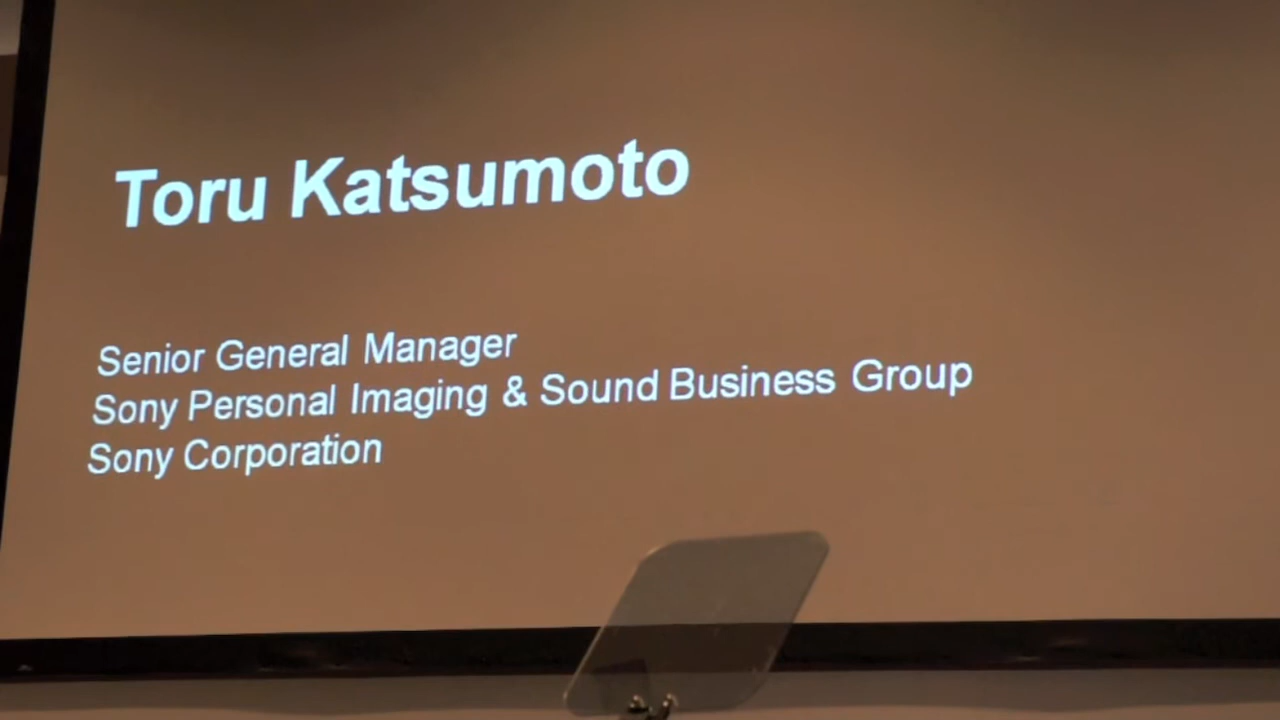 Toru Katsumoto
Senior General Manager
Sony Personal Imaging & Sound Business Group
Sony Corporation